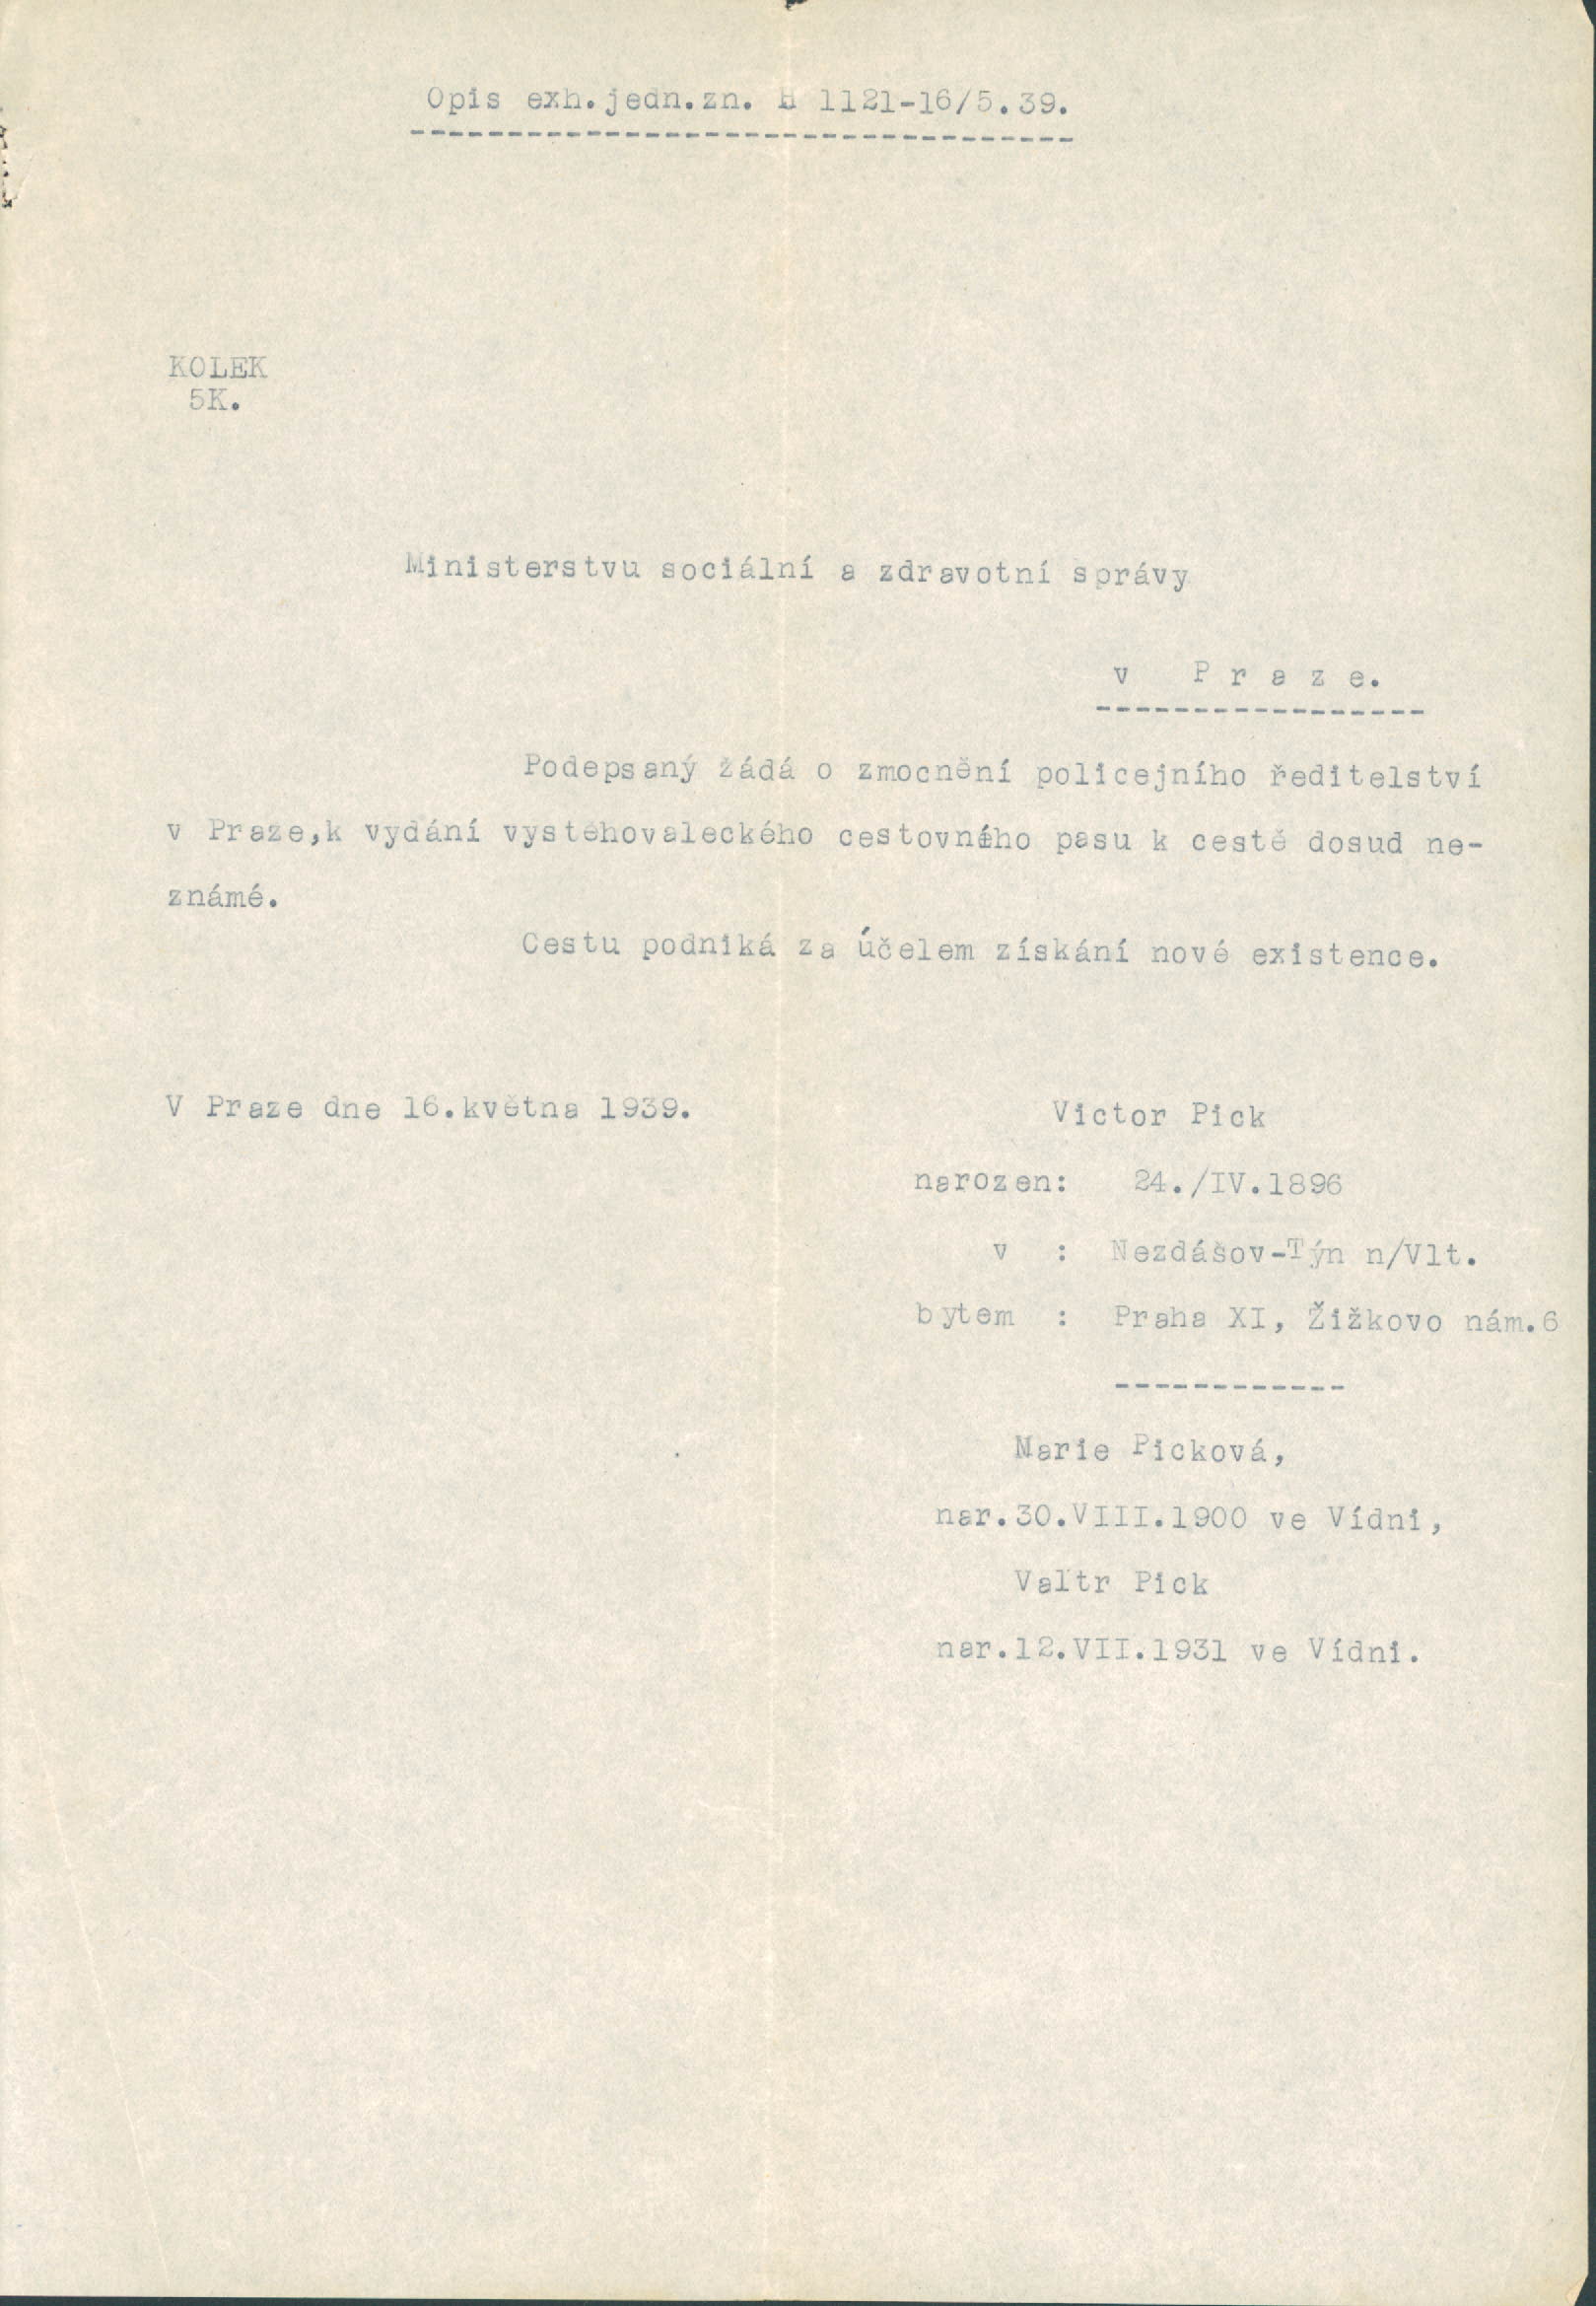 Opis exh.jedn.zn. H 1121-16/5.39.
KOLEK
5K.
Ministerstvu sociální a zdravotní správy
v Praze.
Podepsaný žádá o zmocnění policejního ředitelství
v Praze,k vydání vystěhovaleckého cestovného pasu k cestě dosud ne-
známé.
Cestu podniká za účelem získání nové existence.
V Praze dne 16.května 1939.
Victor Pick
narozen: 24./IV.1896
v : Nezdášov-Týn n/Vlt.
bytem : Praha XI, Žižkovo nám.6
Marie Picková,
nar.30.VIII.1900 ve Vídni,
Valtr Pick
nar.12.VII.1931 ve Vídni.